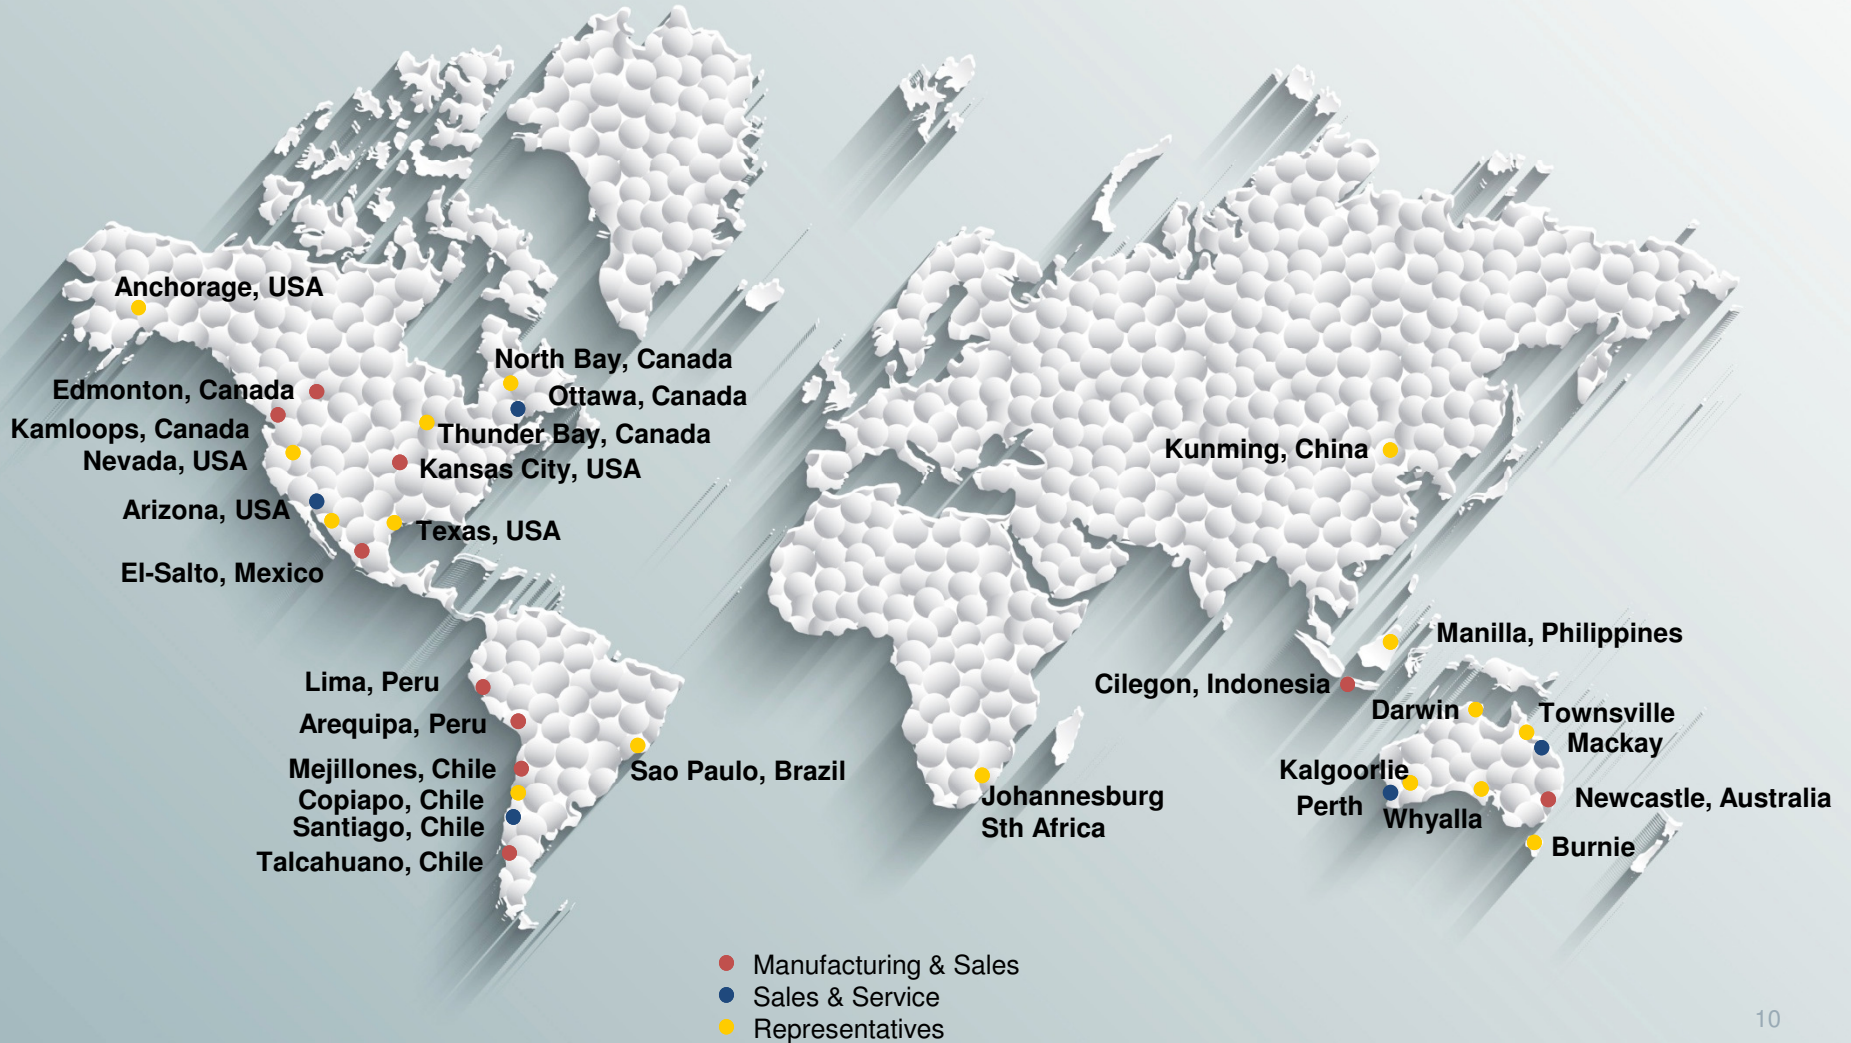 Anchorage, USA
North Bay, Canada
Edmonton, Canada
Ottawa, Canada
Kamloops, Canada
Thunder Bay, Canada
Nevada, USA
Kansas City, USA
Kunming, China
Arizona, USA
Texas, USA
El-Salto, Mexico
Manilla, Philippines
Lima, Peru
Cilegon, Indonesia
Darwin
Townsville
Arequipa, Peru
Mackay
Mejillones, Chile
Sao Paulo, Brazil
Kalgoorlie
Copiapo, Chile
Johannesburg
Sth Africa
Perth
Newcastle, Australia
Santiago, Chile
Whyalla
Burnie
Talcahuano, Chile
Manufacturing & Sales
Sales & Service
Representatives
10